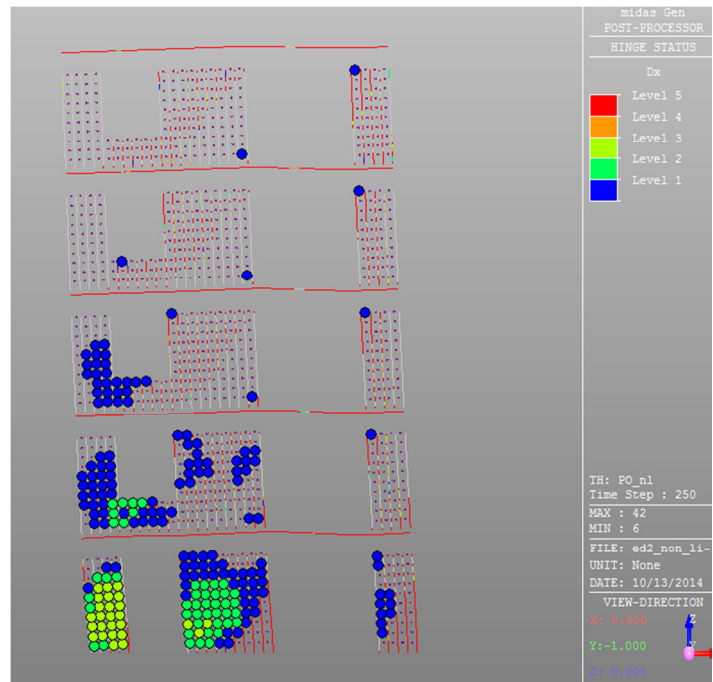 midas Gen
POST-PROCESSOR
HINGE STATUS
Dx
Level 5
Level 4
Level 3
Level 2
Level 1
TH: PO_nl
Time Step : 250
MAX : 42
MIN : 6
FILE: ed2_non_li~
UNIT: None
DATE: 10/13/2014
VIEW-DIRECTION
X: 0.000
Y:-1.000
Z: 0.000
Z